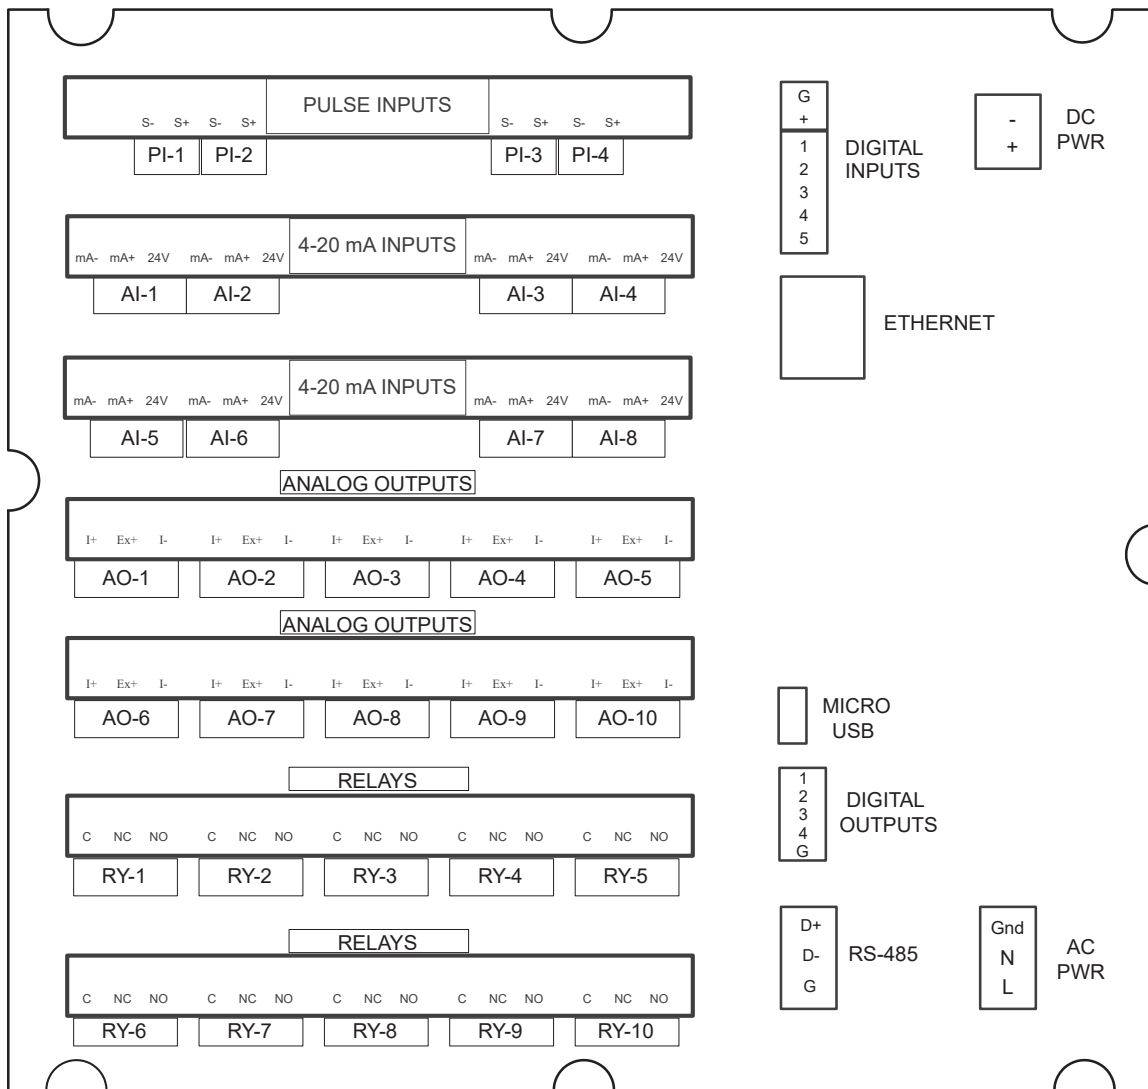 PULSE INPUTS
S- S+ S- S+ S- S+ S- S+
PI-1 PI-2 PI-3 PI-4
4-20 mA INPUTS
mA- mA+ 24V mA- mA+ 24V mA- mA+ 24V mA- mA+ 24V
AI-1 AI-2 AI-3 AI-4
4-20 mA INPUTS
mA- mA+ 24V mA- mA+ 24V mA- mA+ 24V mA- mA+ 24V
AI-5 AI-6 AI-7 AI-8
ANALOG OUTPUTS
I+ Ex+ I- I+ Ex+ I- I+ Ex+ I- I+ Ex+ I- I+ Ex+ I-
AO-1 AO-2 AO-3 AO-4 AO-5
ANALOG OUTPUTS
I+ Ex+ I- I+ Ex+ I- I+ Ex+ I- I+ Ex+ I- I+ Ex+ I-
AO-6 AO-7 AO-8 AO-9 AO-10
RELAYS
C NC NO C NC NO C NC NO C NC NO C NC NO
RY-1 RY-2 RY-3 RY-4 RY-5
RELAYS
C NC NO C NC NO C NC NO C NC NO C NC NO
RY-6 RY-7 RY-8 RY-9 RY-10
G
+
1
2
3
4
5
DIGITAL
INPUTS
-
+
DC
PWR
ETHERNET
MICRO
USB
1
2
3
4
G
DIGITAL
OUTPUTS
D+
D-
G
RS-485
Gnd
N
L
AC
PWR